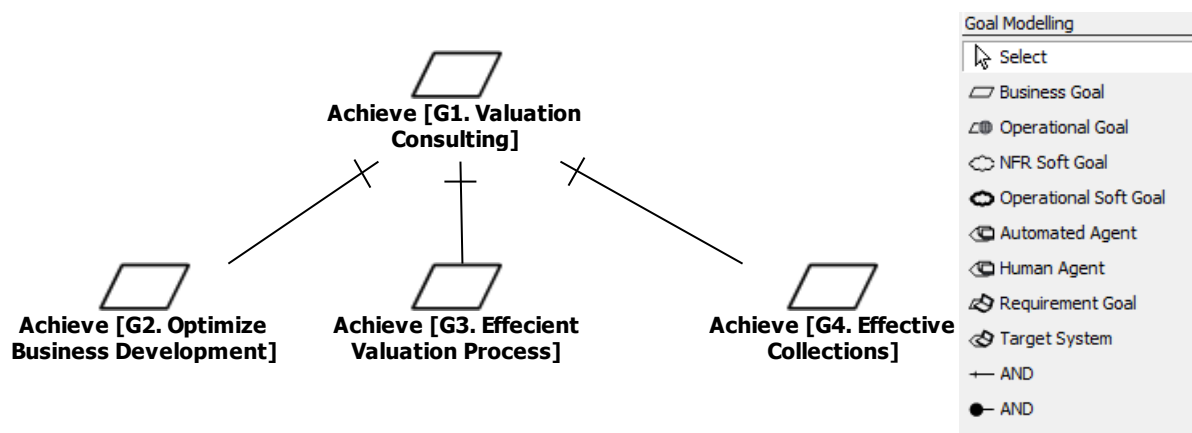 Achieve [G1. Valuation
Consulting]
Achieve [G2. Optimize
Business Development]
Achieve [G3. Effecient
Valuation Process]
Achieve [G4. Effective
Collections]
Goal Modelling
Select
Business Goal
Operational Goal
NFR Soft Goal
Operational Soft Goal
Automated Agent
Human Agent
Requirement Goal
Target System
AND
AND